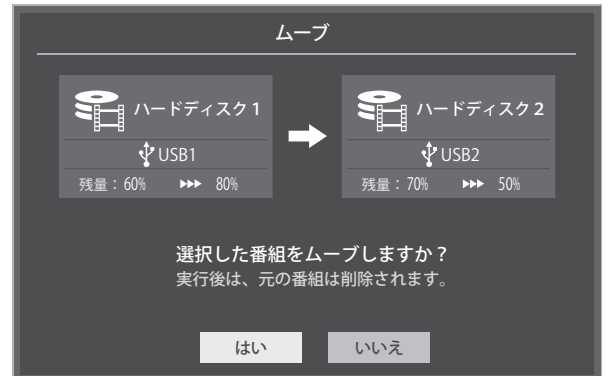 ムーブ
ハードディスク1
USB1
残量:60% ▸▸▸ 80%
ハードディスク2
USB2
残量:70% ▸▸▸ 50%
選択した番組をムーブしますか?
実行後は、元の番組は削除されます。
はい
いいえ